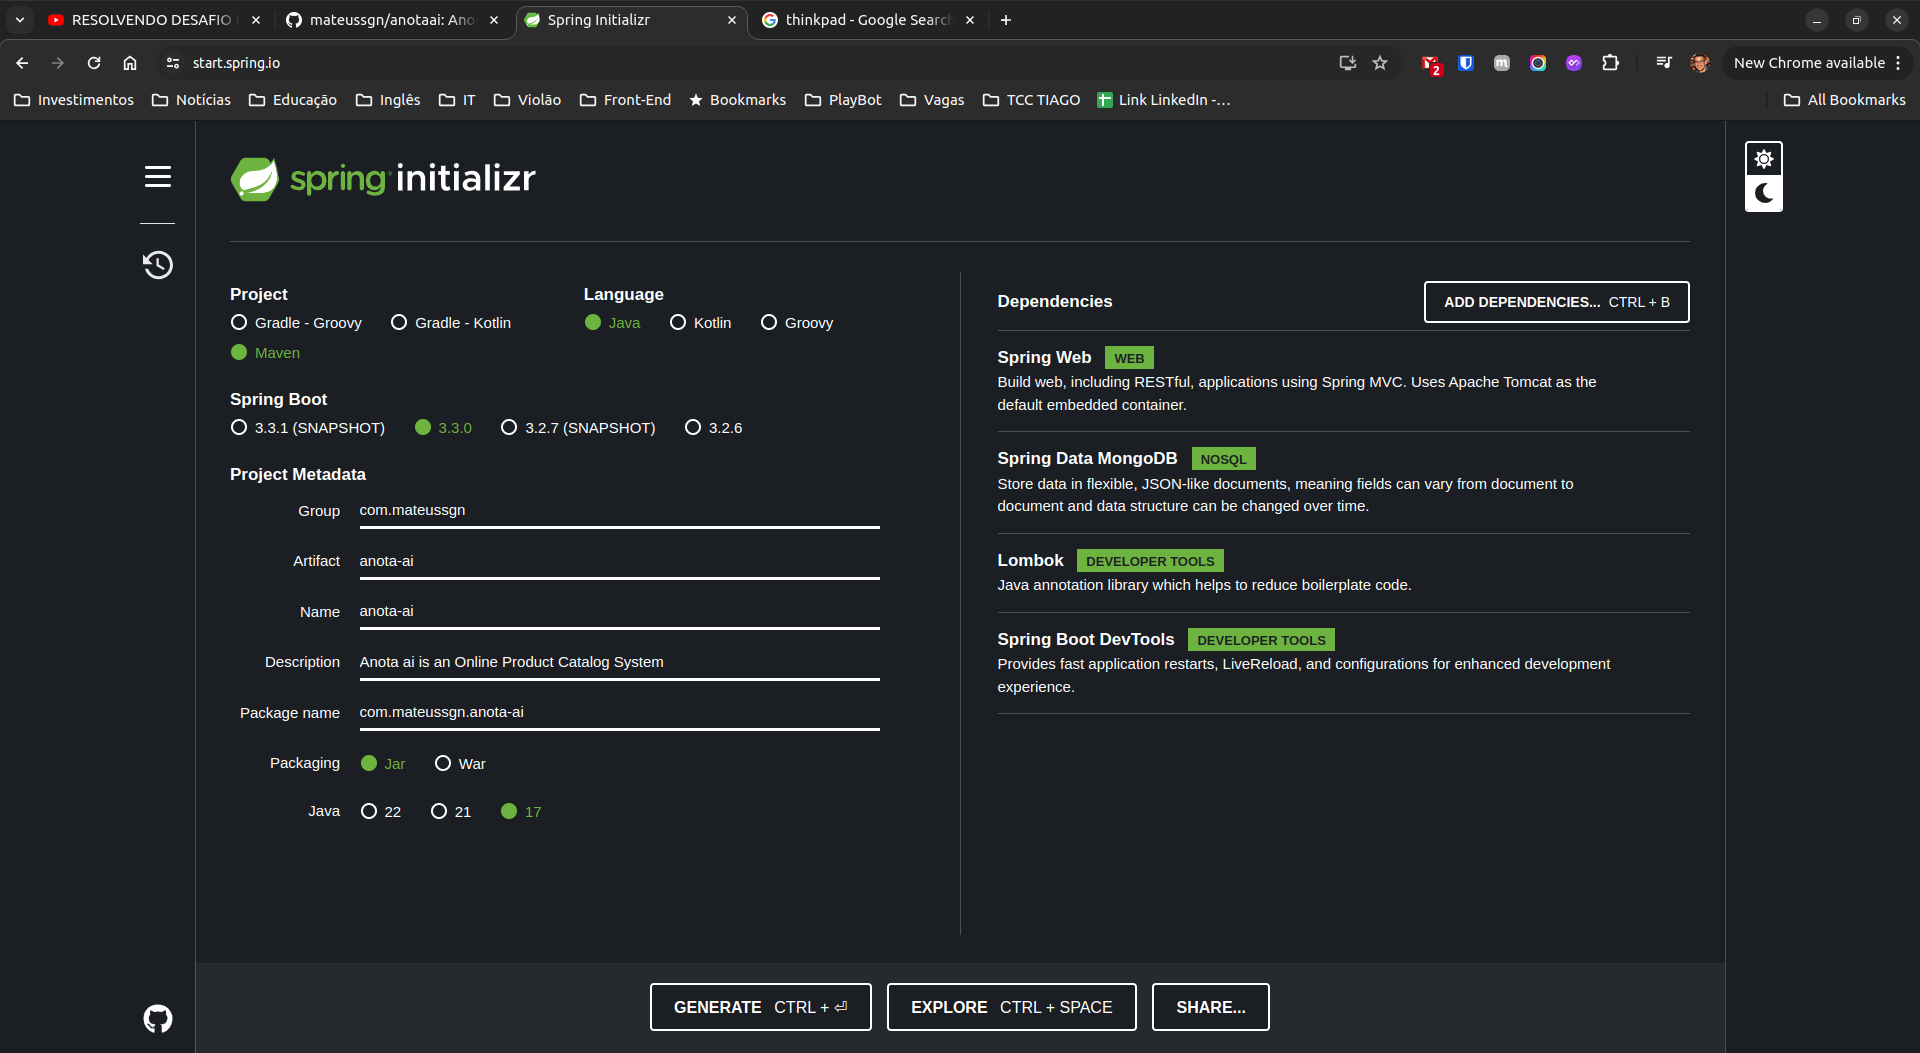 RESOLVENDO DESAFIO
mateussgn/anotaai: Ano
Spring Initializr
thinkpad - Google Search
start.spring.io
2
New Chrome available
Investimentos
Notícias
Educação
Inglês
IT
Violão
Front-End
Bookmarks
PlayBot
Vagas
TCC TIAGO
Link LinkedIn -…
All Bookmarks
spring initializr
Project
Gradle - Groovy
Gradle - Kotlin
Maven
Language
Java
Kotlin
Groovy
Spring Boot
3.3.1 (SNAPSHOT)
3.3.0
3.2.7 (SNAPSHOT)
3.2.6
Project Metadata
Group com.mateussgn
Artifact anota-ai
Name anota-ai
Description Anota ai is an Online Product Catalog System
Package name com.mateussgn.anota-ai
Packaging Jar War
Java 22 21 17
Dependencies
ADD DEPENDENCIES... CTRL + B
Spring Web WEB
Build web, including RESTful, applications using Spring MVC. Uses Apache Tomcat as the
default embedded container.
Spring Data MongoDB NOSQL
Store data in flexible, JSON-like documents, meaning fields can vary from document to
document and data structure can be changed over time.
Lombok DEVELOPER TOOLS
Java annotation library which helps to reduce boilerplate code.
Spring Boot DevTools DEVELOPER TOOLS
Provides fast application restarts, LiveReload, and configurations for enhanced development
experience.
GENERATE CTRL + ⏎
EXPLORE CTRL + SPACE
SHARE...